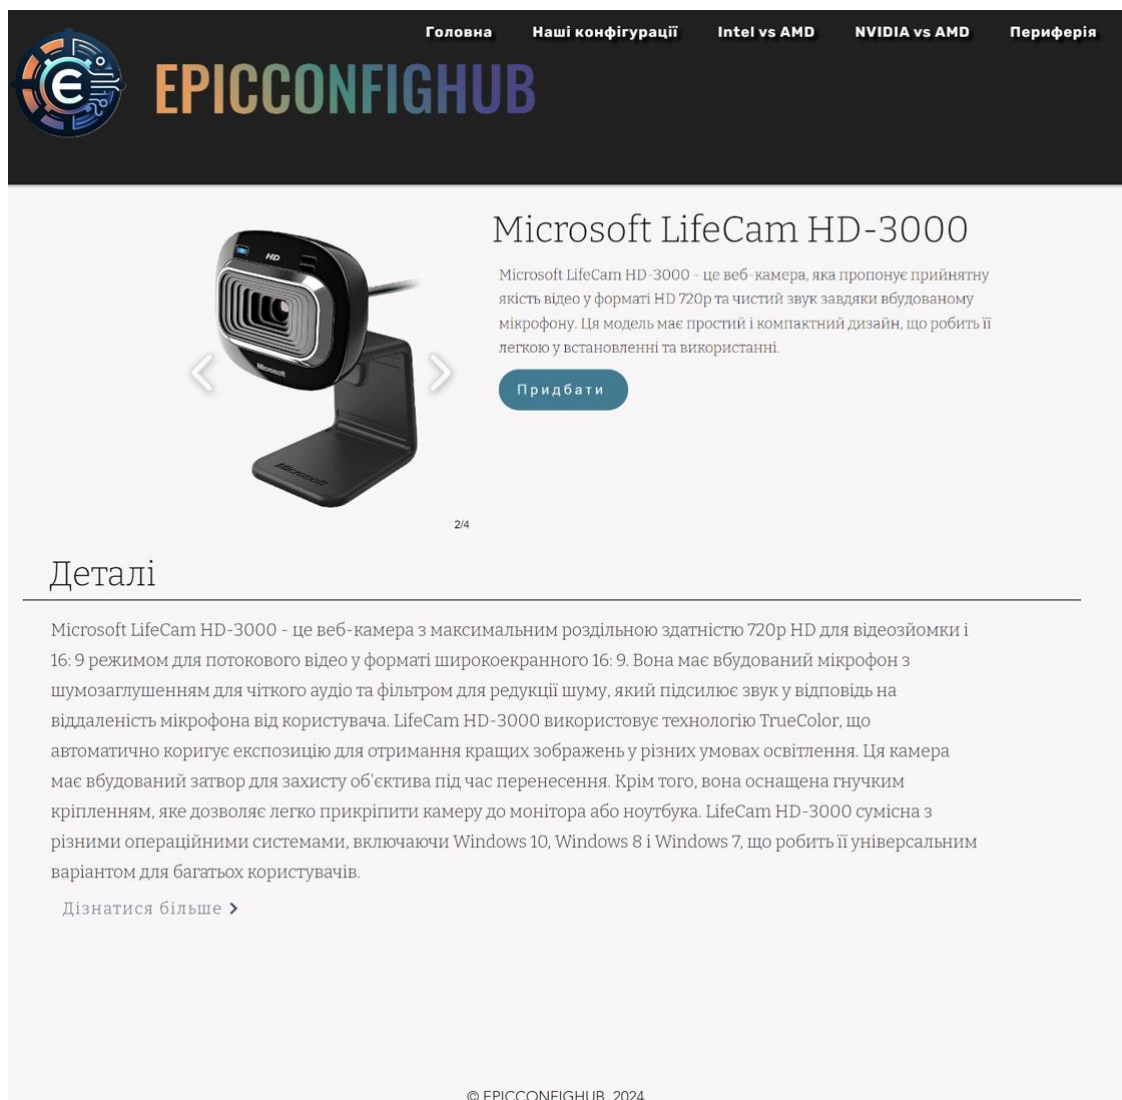 Головна Наші конфігурації Intel vs AMD NVIDIA vs AMD Периферія
EPICCONFIGHUB
Microsoft LifeCam HD-3000
Microsoft LifeCam HD-3000 - це веб-камера, яка пропонує прийнятну
якість відео у форматі HD 720p та чистий звук завдяки вбудованому
мікрофону. Ця модель має простий і компактний дизайн, що робить її
легкою у встановленні та використанні.
Придбати
HD
Microsoft
Microsoft
2/4
Деталі
Microsoft LifeCam HD-3000 - це веб-камера з максимальним роздільною здатністю 720p HD для відеозйомки і
16: 9 режимом для потокового відео у форматі широкоекранного 16: 9. Вона має вбудований мікрофон з
шумозаглушенням для чіткого аудіо та фільтром для редукції шуму, який підсилює звук у відповідь на
віддаленість мікрофона від користувача. LifeCam HD-3000 використовує технологію TrueColor, що
автоматично коригує експозицію для отримання кращих зображень у різних умовах освітлення. Ця камера
має вбудований затвор для захисту об'єктива під час перенесення. Крім того, вона оснащена гнучким
кріпленням, яке дозволяє легко прикріпити камеру до монітора або ноутбука. LifeCam HD-3000 сумісна з
різними операційними системами, включаючи Windows 10, Windows 8 і Windows 7, що робить її універсальним
варіантом для багатьох користувачів.
Дізнатися більше
© EPICCONFIGHUB, 2024